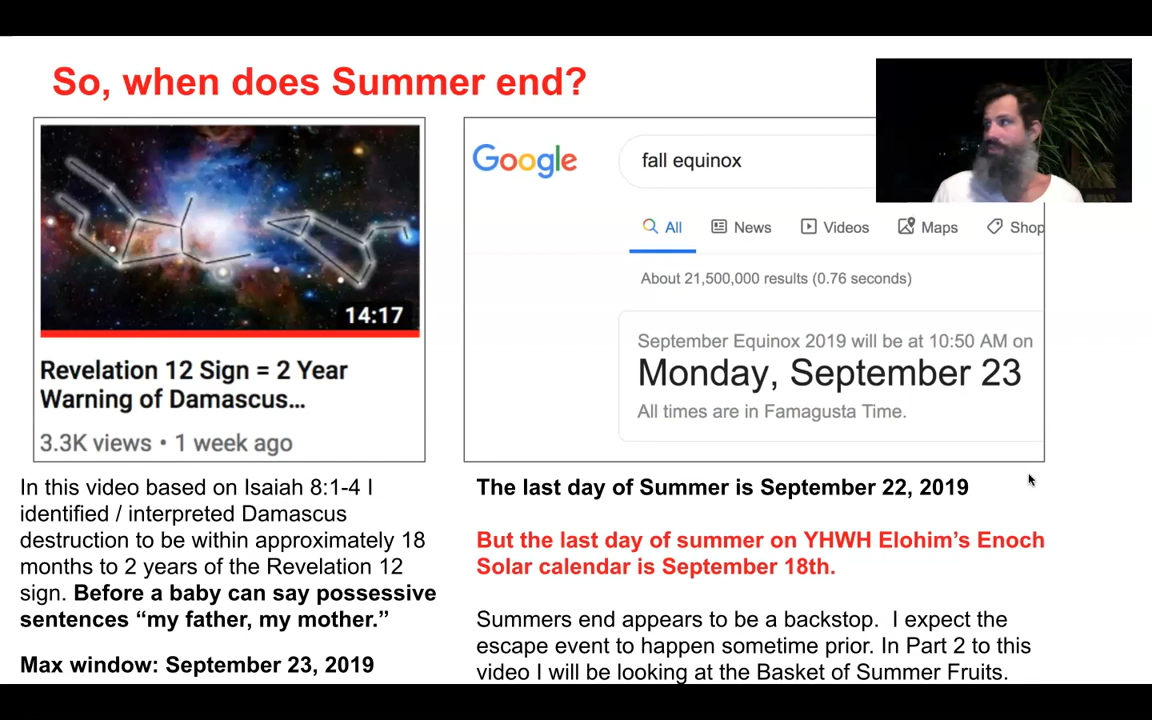 So, when does Summer end?
14:17
Revelation 12 Sign = 2 Year
Warning of Damascus...
3.3K views • 1 week ago
In this video based on Isaiah 8:1-4 I
identified / interpreted Damascus
destruction to be within approximately 18
months to 2 years of the Revelation 12
sign. Before a baby can say possessive
sentences “my father, my mother.”
Max window: September 23, 2019
Google
fall equinox
All
News
Videos
Maps
Shop
About 21,500,000 results (0.76 seconds)
September Equinox 2019 will be at 10:50 AM on
Monday, September 23
All times are in Famagusta Time.
The last day of Summer is September 22, 2019
But the last day of summer on YHWH Elohim’s Enoch
Solar calendar is September 18th.
Summers end appears to be a backstop.  I expect the
escape event to happen sometime prior. In Part 2 to this
video I will be looking at the Basket of Summer Fruits.